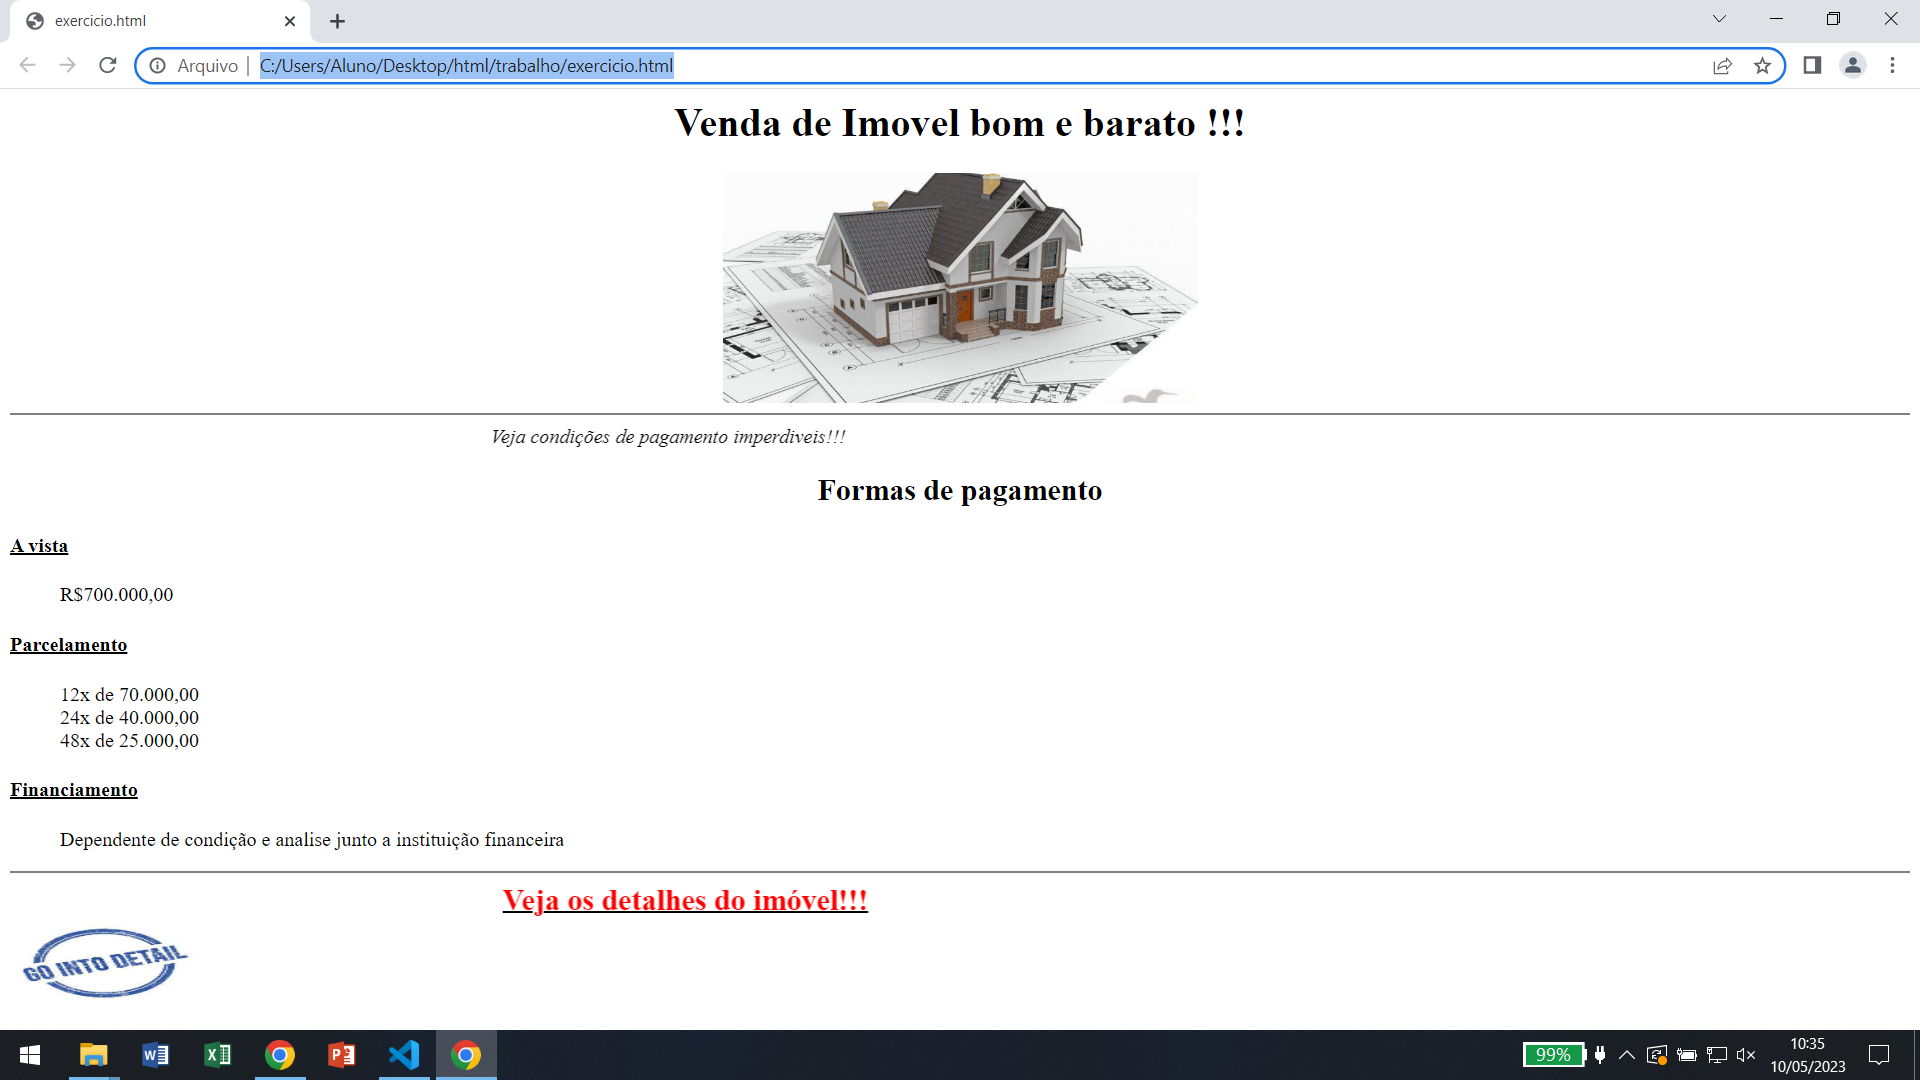 exercicio.html
Arquivo | C:/Users/Aluno/Desktop/html/trabalho/exercicio.html
Venda de Imovel bom e barato !!!
Veja condições de pagamento imperdiveis!!!
Formas de pagamento
A vista
R$700.000,00
Parcelamento
12x de 70.000,00
24x de 40.000,00
48x de 25.000,00
Financiamento
Dependente de condição e analise junto a instituição financeira
Veja os detalhes do imóvel!!!
GO INTO DETAIL
99%
10:35
10/05/2023